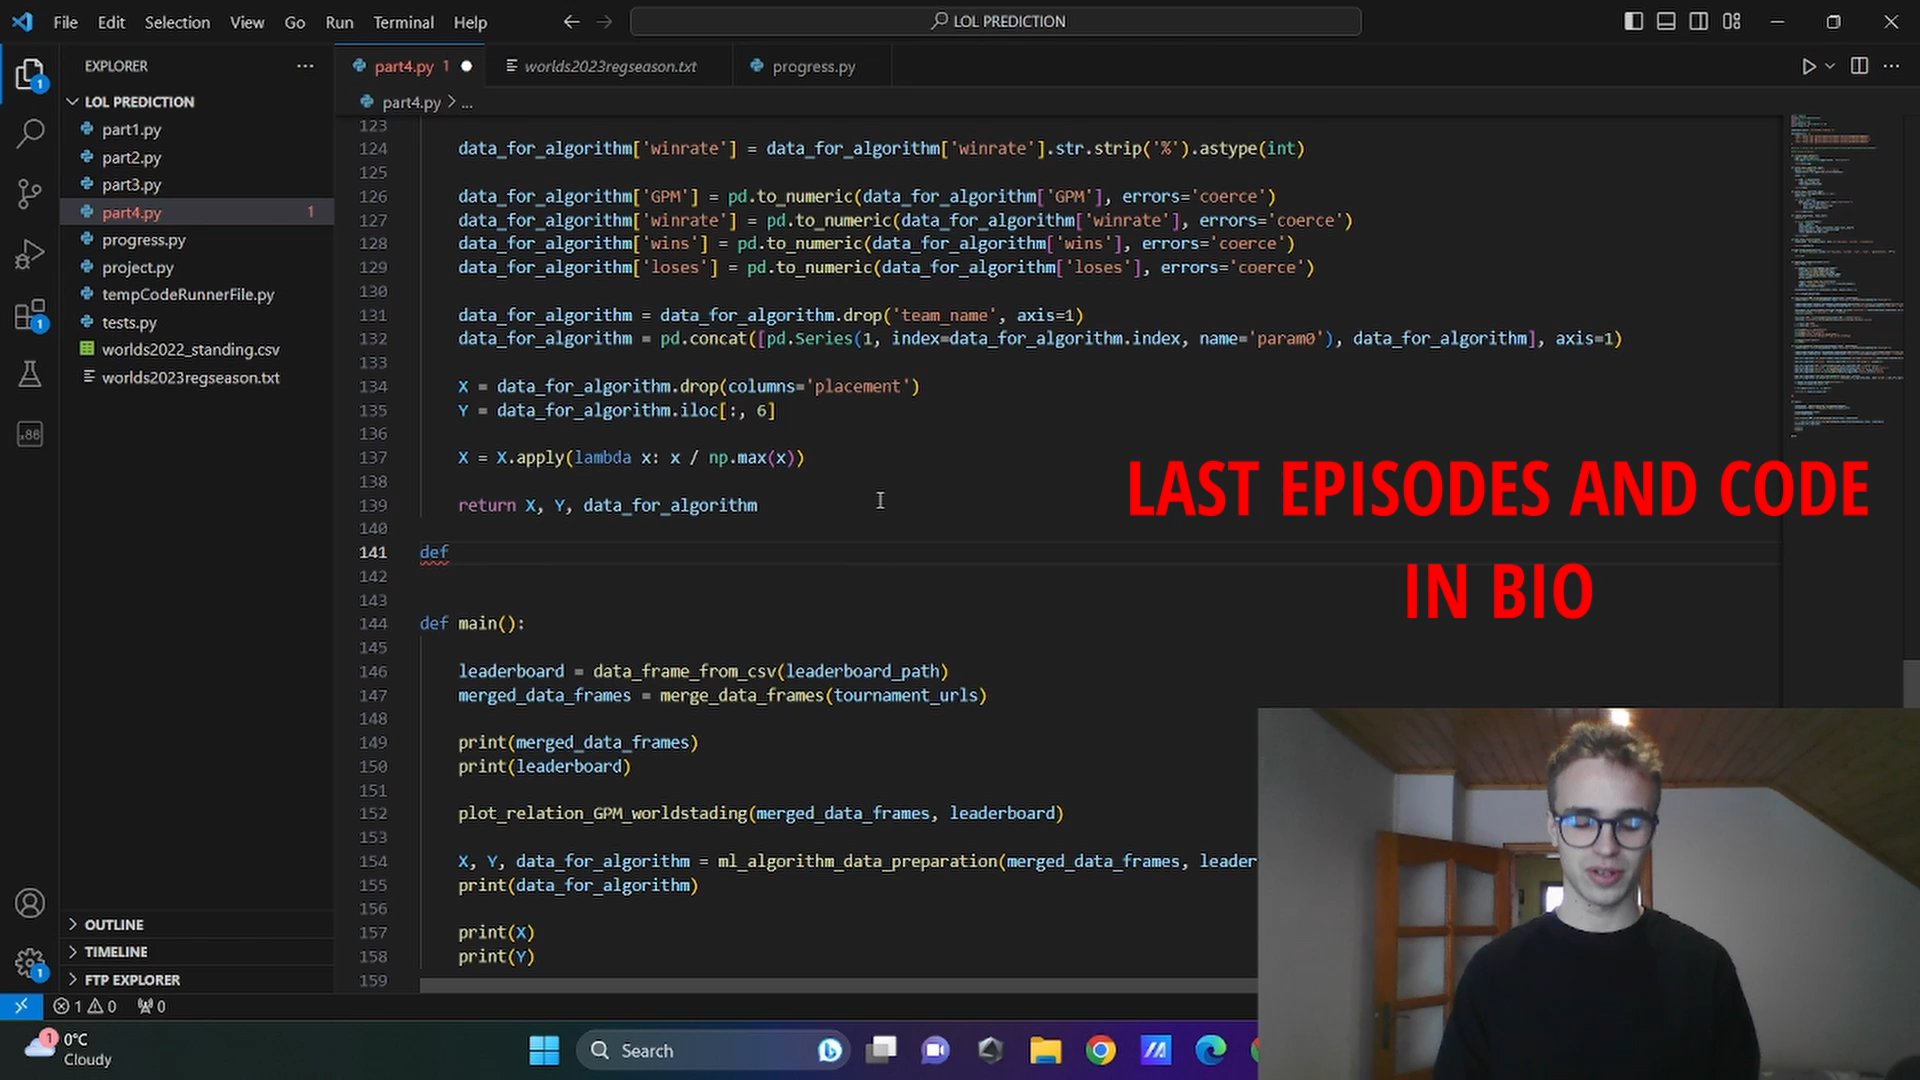 File Edit Selection View Go Run Terminal Help
LOL PREDICTION
EXPLORER
LOL PREDICTION
part1.py
part2.py
part3.py
part4.py 1
progress.py
project.py
tempCodeRunnerFile.py
tests.py
worlds2022_standing.csv
worlds2023regseason.txt
OUTLINE
TIMELINE
FTP EXPLORER
part4.py 1
worlds2023regseason.txt
progress.py
part4.py > ...
123
124 data_for_algorithm['winrate'] = data_for_algorithm['winrate'].str.strip('%').astype(int)
125
126 data_for_algorithm['GPM'] = pd.to_numeric(data_for_algorithm['GPM'], errors='coerce')
127 data_for_algorithm['winrate'] = pd.to_numeric(data_for_algorithm['winrate'], errors='coerce')
128 data_for_algorithm['wins'] = pd.to_numeric(data_for_algorithm['wins'], errors='coerce')
129 data_for_algorithm['loses'] = pd.to_numeric(data_for_algorithm['loses'], errors='coerce')
130
131 data_for_algorithm = data_for_algorithm.drop('team_name', axis=1)
132 data_for_algorithm = pd.concat([pd.Series(1, index=data_for_algorithm.index, name='param0'), data_for_algorithm], axis=1)
133
134 X = data_for_algorithm.drop(columns='placement')
135 Y = data_for_algorithm.iloc[:, 6]
136
137 X = X.apply(lambda x: x / np.max(x))
138
139 return X, Y, data_for_algorithm
140
141 def
142
143
144 def main():
145
146 leaderboard = data_frame_from_csv(leaderboard_path)
147 merged_data_frames = merge_data_frames(tournament_urls)
148
149 print(merged_data_frames)
150 print(leaderboard)
151
152 plot_relation_GPM_worldstading(merged_data_frames, leaderboard)
153
154 X, Y, data_for_algorithm = ml_algorithm_data_preparation(merged_data_frames, leader
155 print(data_for_algorithm)
156
157 print(X)
158 print(Y)
159
LAST EPISODES AND CODE
IN BIO
1
1
.86
1
1 0 0
1
0°C
Cloudy
Search